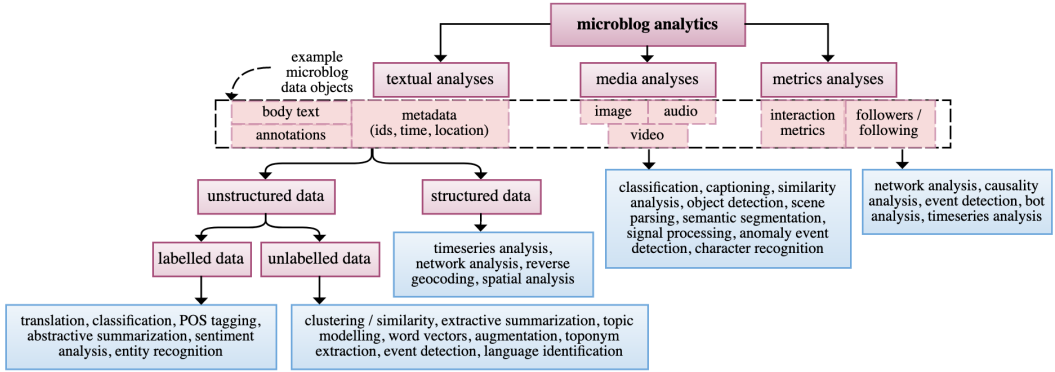 microblog analytics
example
microblog
data objects
textual analyses
media analyses
metrics analyses
body text
annotations
metadata
(ids, time, location)
image
audio
video
interaction
metrics
followers /
following
unstructured data
structured data
classification, captioning, similarity
analysis, object detection, scene
parsing, semantic segmentation,
signal processing, anomaly event
detection, character recognition
network analysis, causality
analysis, event detection, bot
analysis, timeseries analysis
labelled data
unlabelled data
timeseries analysis,
network analysis, reverse
geocoding, spatial analysis
translation, classification, POS tagging,
abstractive summarization, sentiment
analysis, entity recognition
clustering / similarity, extractive summarization, topic
modelling, word vectors, augmentation, toponym
extraction, event detection, language identification